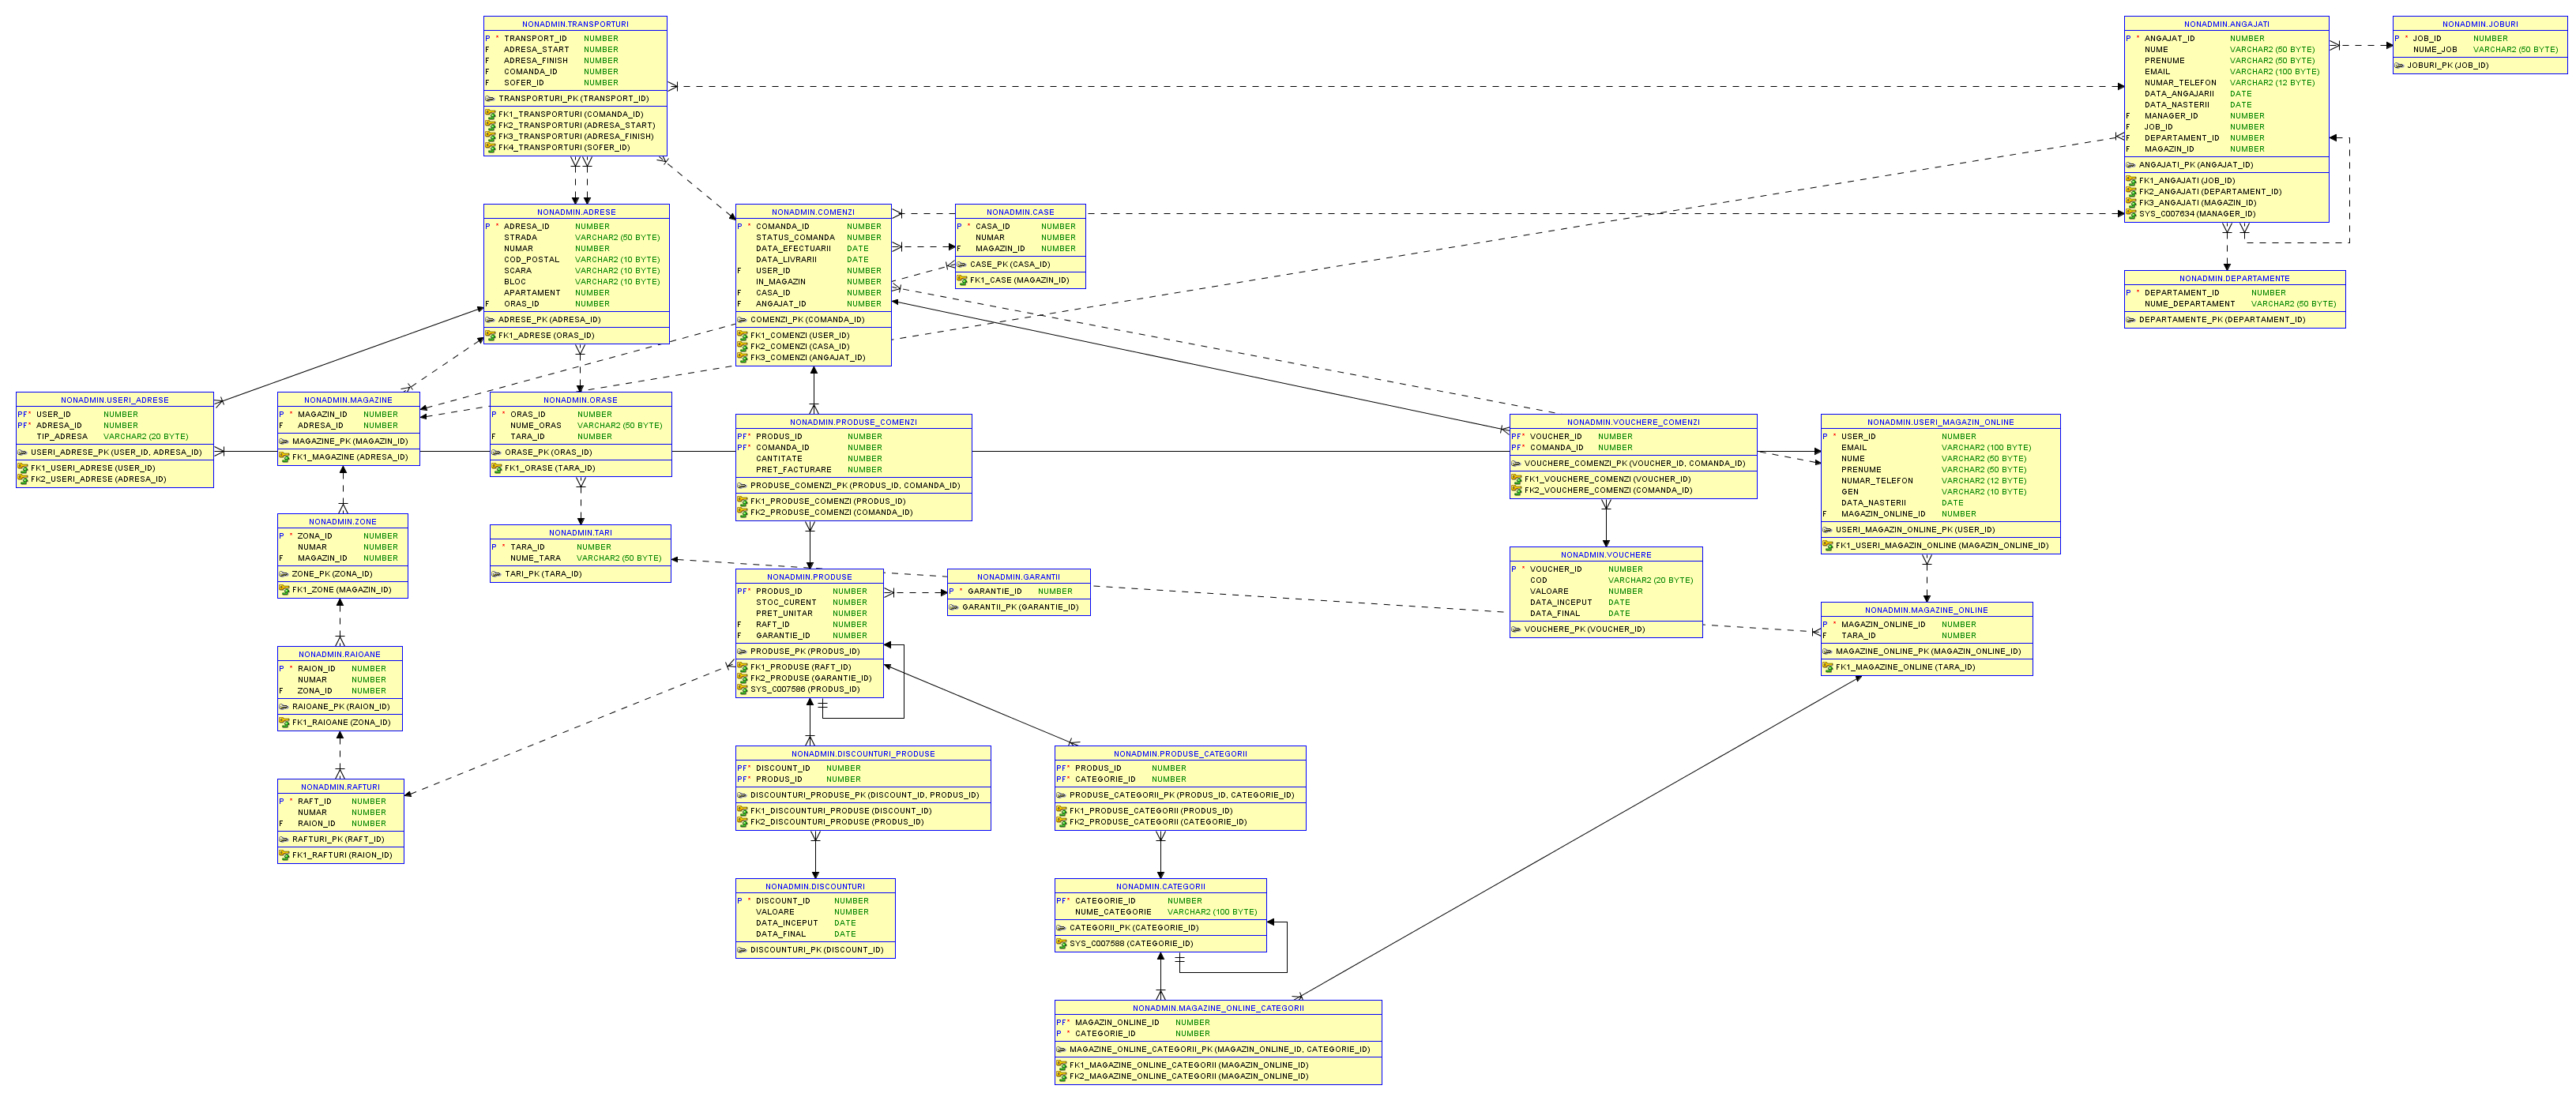 NONADMIN.TRANSPORTURI
P * TRANSPORT_ID NUMBER
F ADRESA_START NUMBER
F ADRESA_FINISH NUMBER
F COMANDA_ID NUMBER
F SOFER_ID NUMBER
TRANSPORTURI_PK (TRANSPORT_ID)
FK1_TRANSPORTURI (COMANDA_ID)
FK2_TRANSPORTURI (ADRESA_START)
FK3_TRANSPORTURI (ADRESA_FINISH)
FK4_TRANSPORTURI (SOFER_ID)
NONADMIN.ANGAJATI
P * ANGAJAT_ID NUMBER
NUME VARCHAR2 (50 BYTE)
PRENUME VARCHAR2 (50 BYTE)
EMAIL VARCHAR2 (100 BYTE)
NUMAR_TELEFON VARCHAR2 (12 BYTE)
DATA_ANGAJARII DATE
DATA_NASTERII DATE
F MANAGER_ID NUMBER
F JOB_ID NUMBER
F DEPARTAMENT_ID NUMBER
F MAGAZIN_ID NUMBER
ANGAJATI_PK (ANGAJAT_ID)
FK1_ANGAJATI (JOB_ID)
FK2_ANGAJATI (DEPARTAMENT_ID)
FK3_ANGAJATI (MAGAZIN_ID)
SYS_C007634 (MANAGER_ID)
NONADMIN.JOBURI
P * JOB_ID NUMBER
NUME_JOB VARCHAR2 (50 BYTE)
JOBURI_PK (JOB_ID)
NONADMIN.ADRESE
P * ADRESA_ID NUMBER
STRADA VARCHAR2 (50 BYTE)
NUMAR NUMBER
COD_POSTAL VARCHAR2 (10 BYTE)
SCARA VARCHAR2 (10 BYTE)
BLOC VARCHAR2 (10 BYTE)
APARTAMENT NUMBER
F ORAS_ID NUMBER
ADRESE_PK (ADRESA_ID)
FK1_ADRESE (ORAS_ID)
NONADMIN.COMENZI
P * COMANDA_ID NUMBER
STATUS_COMANDA NUMBER
DATA_EFECTUARII DATE
DATA_LIVRARII DATE
F USER_ID NUMBER
IN_MAGAZIN NUMBER
F CASA_ID NUMBER
F ANGAJAT_ID NUMBER
COMENZI_PK (COMANDA_ID)
FK1_COMENZI (USER_ID)
FK2_COMENZI (CASA_ID)
FK3_COMENZI (ANGAJAT_ID)
NONADMIN.CASE
P * CASA_ID NUMBER
NUMAR NUMBER
F MAGAZIN_ID NUMBER
CASE_PK (CASA_ID)
FK1_CASE (MAGAZIN_ID)
NONADMIN.DEPARTAMENTE
P * DEPARTAMENT_ID NUMBER
NUME_DEPARTAMENT VARCHAR2 (50 BYTE)
DEPARTAMENTE_PK (DEPARTAMENT_ID)
NONADMIN.USERI_ADRESE
PF* USER_ID NUMBER
PF* ADRESA_ID NUMBER
TIP_ADRESA VARCHAR2 (20 BYTE)
USERI_ADRESE_PK (USER_ID, ADRESA_ID)
FK1_USERI_ADRESE (USER_ID)
FK2_USERI_ADRESE (ADRESA_ID)
NONADMIN.MAGAZINE
P * MAGAZIN_ID NUMBER
F ADRESA_ID NUMBER
MAGAZINE_PK (MAGAZIN_ID)
FK1_MAGAZINE (ADRESA_ID)
NONADMIN.ORASE
P * ORAS_ID NUMBER
NUME_ORAS VARCHAR2 (50 BYTE)
F TARA_ID NUMBER
ORASE_PK (ORAS_ID)
FK1_ORASE (TARA_ID)
NONADMIN.PRODUSE_COMENZI
PF* PRODUS_ID NUMBER
PF* COMANDA_ID NUMBER
CANTITATE NUMBER
PRET_FACTURARE NUMBER
PRODUSE_COMENZI_PK (PRODUS_ID, COMANDA_ID)
FK1_PRODUSE_COMENZI (PRODUS_ID)
FK2_PRODUSE_COMENZI (COMANDA_ID)
NONADMIN.VOUCHERE_COMENZI
PF* VOUCHER_ID NUMBER
PF* COMANDA_ID NUMBER
VOUCHERE_COMENZI_PK (VOUCHER_ID, COMANDA_ID)
FK1_VOUCHERE_COMENZI (VOUCHER_ID)
FK2_VOUCHERE_COMENZI (COMANDA_ID)
NONADMIN.USERI_MAGAZIN_ONLINE
P * USER_ID NUMBER
EMAIL VARCHAR2 (100 BYTE)
NUME VARCHAR2 (50 BYTE)
PRENUME VARCHAR2 (50 BYTE)
NUMAR_TELEFON VARCHAR2 (12 BYTE)
GEN VARCHAR2 (10 BYTE)
DATA_NASTERII DATE
F MAGAZIN_ONLINE_ID NUMBER
USERI_MAGAZIN_ONLINE_PK (USER_ID)
FK1_USERI_MAGAZIN_ONLINE (MAGAZIN_ONLINE_ID)
NONADMIN.ZONE
P * ZONA_ID NUMBER
NUMAR NUMBER
F MAGAZIN_ID NUMBER
ZONE_PK (ZONA_ID)
FK1_ZONE (MAGAZIN_ID)
NONADMIN.TARI
P * TARA_ID NUMBER
NUME_TARA VARCHAR2 (50 BYTE)
TARI_PK (TARA_ID)
NONADMIN.PRODUSE
PF* PRODUS_ID NUMBER
STOC_CURENT NUMBER
PRET_UNITAR NUMBER
F RAFT_ID NUMBER
F GARANTIE_ID NUMBER
PRODUSE_PK (PRODUS_ID)
FK1_PRODUSE (RAFT_ID)
FK2_PRODUSE (GARANTIE_ID)
SYS_C007586 (PRODUS_ID)
NONADMIN.GARANTII
P * GARANTIE_ID NUMBER
GARANTII_PK (GARANTIE_ID)
NONADMIN.VOUCHERE
P * VOUCHER_ID NUMBER
COD VARCHAR2 (20 BYTE)
VALOARE NUMBER
DATA_INCEPUT DATE
DATA_FINAL DATE
VOUCHERE_PK (VOUCHER_ID)
NONADMIN.MAGAZINE_ONLINE
P * MAGAZIN_ONLINE_ID NUMBER
F TARA_ID NUMBER
MAGAZINE_ONLINE_PK (MAGAZIN_ONLINE_ID)
FK1_MAGAZINE_ONLINE (TARA_ID)
NONADMIN.RAIOANE
P * RAION_ID NUMBER
NUMAR NUMBER
F ZONA_ID NUMBER
RAIOANE_PK (RAION_ID)
FK1_RAIOANE (ZONA_ID)
NONADMIN.RAFTURI
P * RAFT_ID NUMBER
NUMAR NUMBER
F RAION_ID NUMBER
RAFTURI_PK (RAFT_ID)
FK1_RAFTURI (RAION_ID)
NONADMIN.DISCOUNTURI_PRODUSE
PF* DISCOUNT_ID NUMBER
PF* PRODUS_ID NUMBER
DISCOUNTURI_PRODUSE_PK (DISCOUNT_ID, PRODUS_ID)
FK1_DISCOUNTURI_PRODUSE (DISCOUNT_ID)
FK2_DISCOUNTURI_PRODUSE (PRODUS_ID)
NONADMIN.PRODUSE_CATEGORII
PF* PRODUS_ID NUMBER
PF* CATEGORIE_ID NUMBER
PRODUSE_CATEGORII_PK (PRODUS_ID, CATEGORIE_ID)
FK1_PRODUSE_CATEGORII (PRODUS_ID)
FK2_PRODUSE_CATEGORII (CATEGORIE_ID)
NONADMIN.DISCOUNTURI
P * DISCOUNT_ID NUMBER
VALOARE NUMBER
DATA_INCEPUT DATE
DATA_FINAL DATE
DISCOUNTURI_PK (DISCOUNT_ID)
NONADMIN.CATEGORII
PF* CATEGORIE_ID NUMBER
NUME_CATEGORIE VARCHAR2 (100 BYTE)
CATEGORII_PK (CATEGORIE_ID)
SYS_C007588 (CATEGORIE_ID)
NONADMIN.MAGAZINE_ONLINE_CATEGORII
PF* MAGAZIN_ONLINE_ID NUMBER
P * CATEGORIE_ID NUMBER
MAGAZINE_ONLINE_CATEGORII_PK (MAGAZIN_ONLINE_ID, CATEGORIE_ID)
FK1_MAGAZINE_ONLINE_CATEGORII (MAGAZIN_ONLINE_ID)
FK2_MAGAZINE_ONLINE_CATEGORII (MAGAZIN_ONLINE_ID)